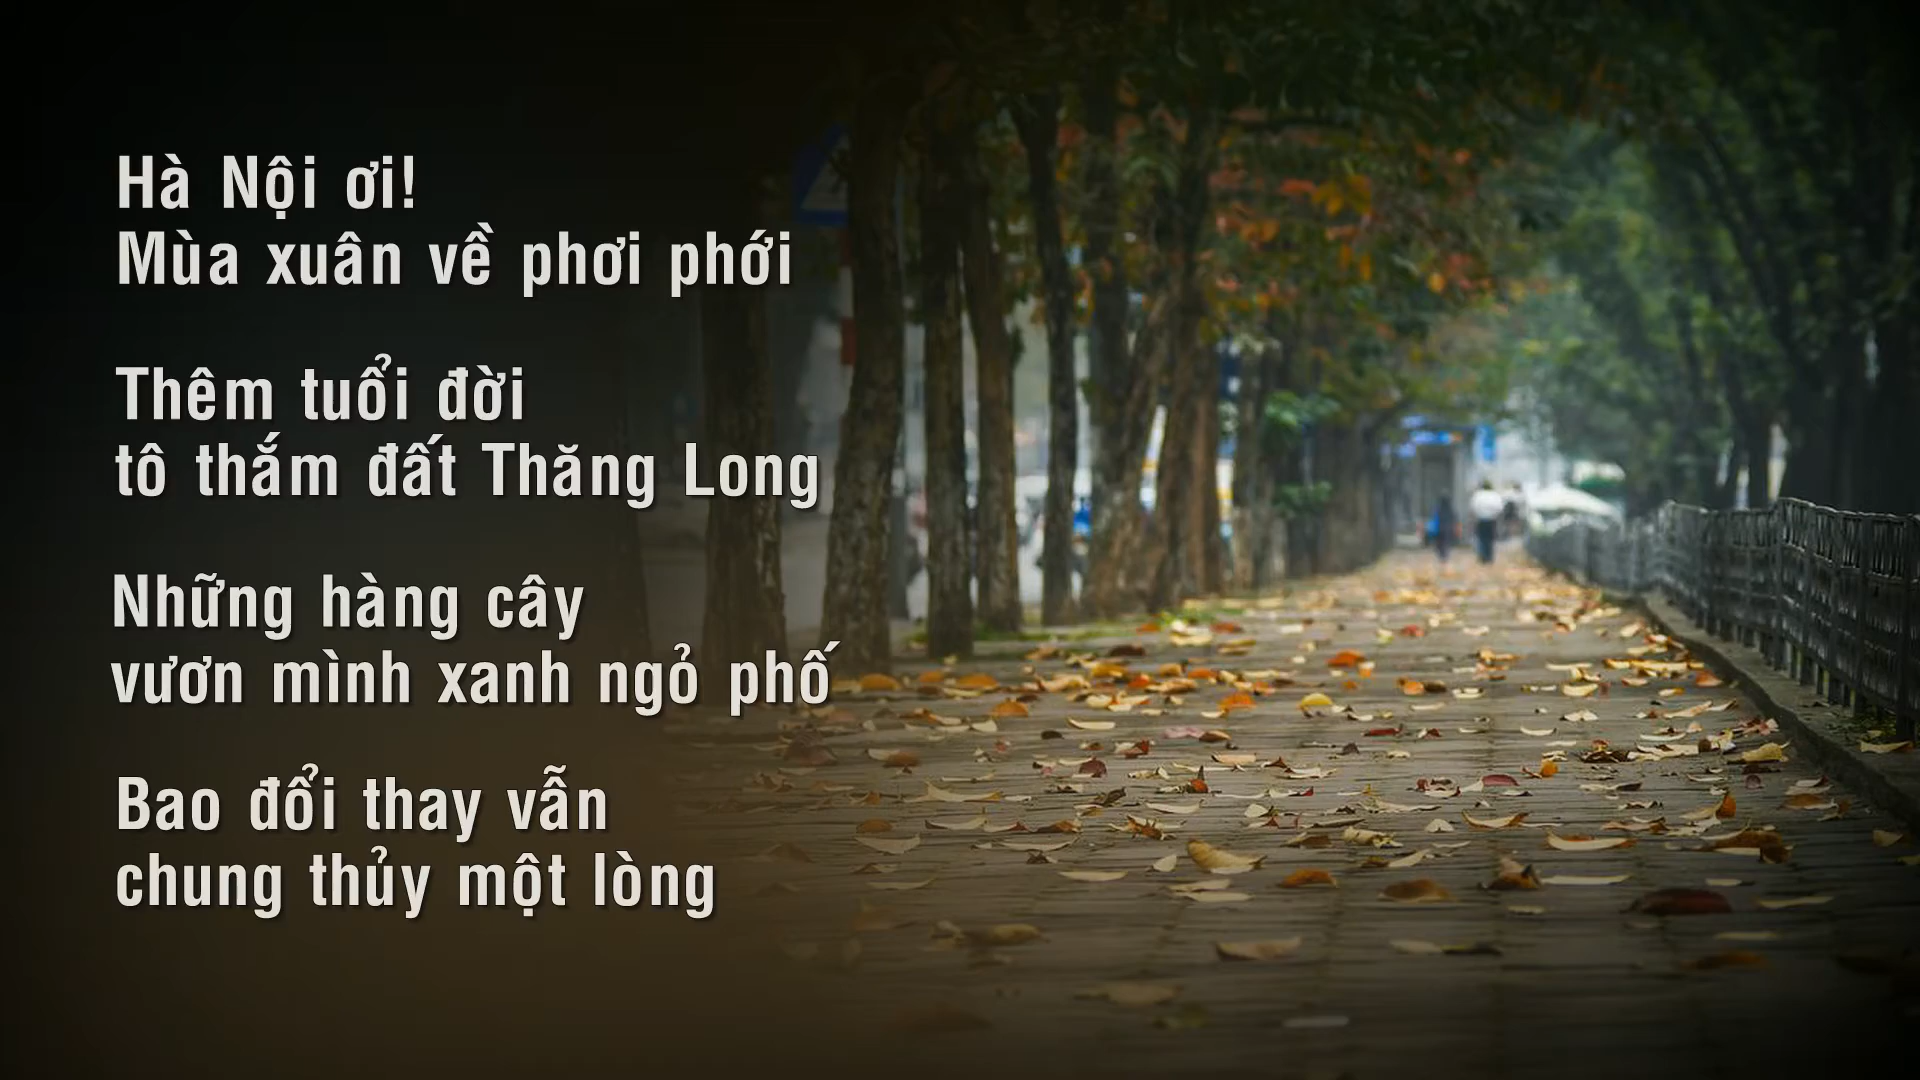 Hà Nội ơi!
Mùa xuân về phơi phới
Thêm tuổi đời
tô thắm đất Thăng Long
Những hàng cây
vươn mình xanh ngỏ phố
Bao đổi thay vẫn
chung thủy một lòng